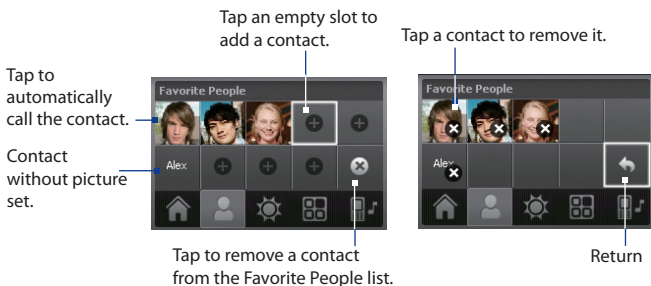 Tap an empty slot to
add a contact.
Tap a contact to remove it.
Tap to
automatically
call the contact.
Contact
without picture
set.
Favorite People
Alex
Tap to remove a contact
from the Favorite People list.
Favorite People
Alex
Return